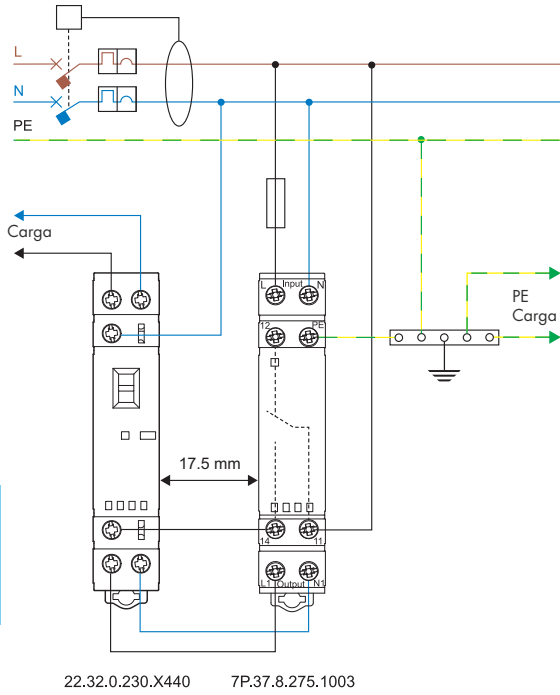 L
N
PE
Carga
L Input N
12 PE
PE
Carga
17.5 mm
14 11
L1 Output N1
22.32.0.230.X440 7P.37.8.275.1003